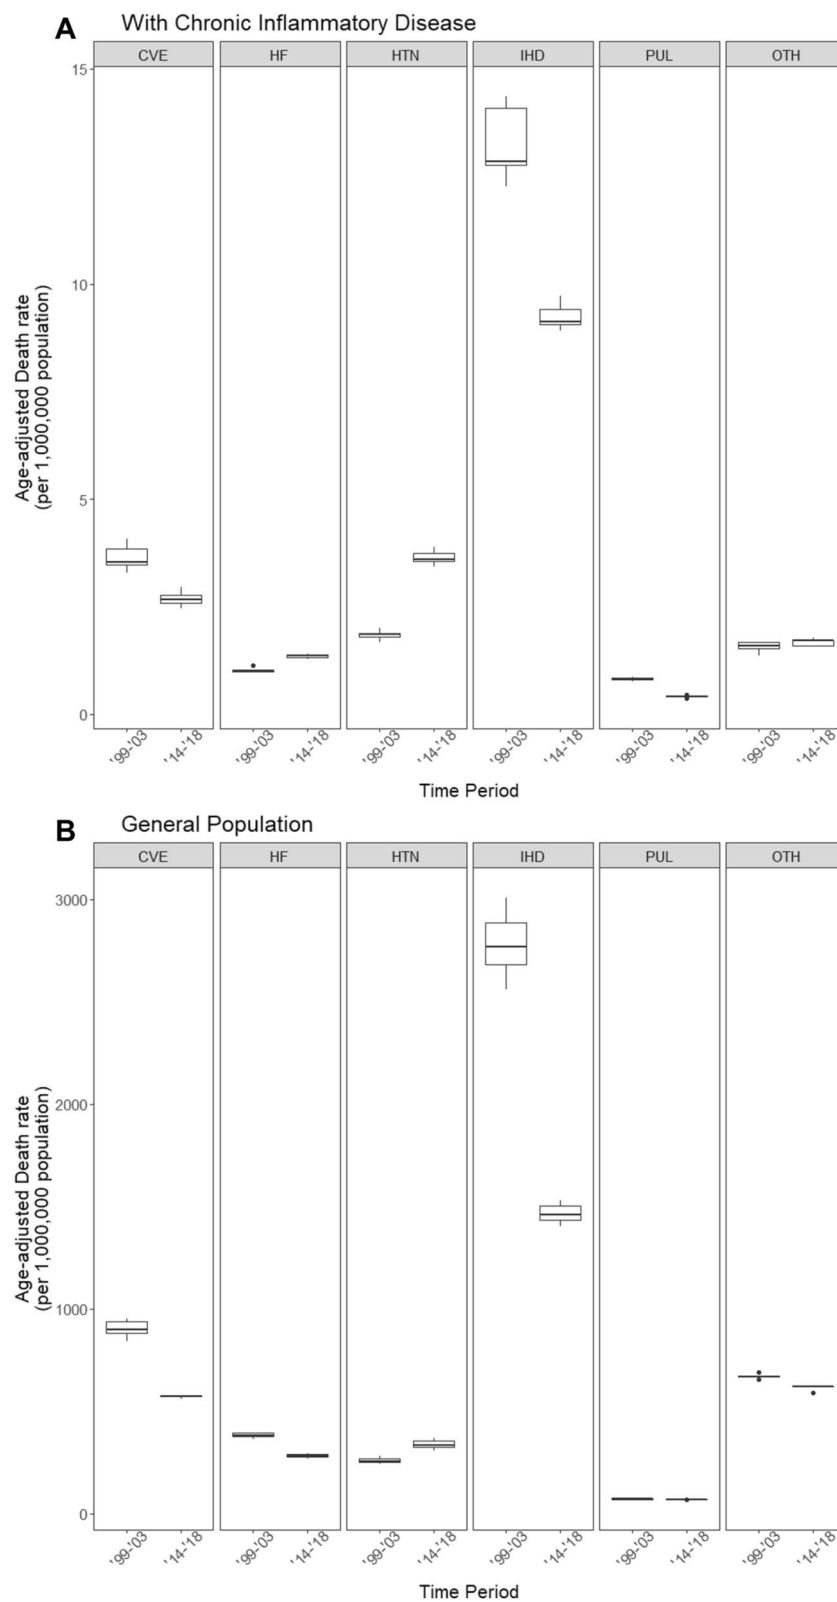 A With Chronic Inflammatory Disease
CVE HF HTN IHD PUL OTH
Age-adjusted Death rate
(per 1,000,000 population)
15
10
5
0
'99-'03 '14-'18 '99-'03 '14-'18 '99-'03 '14-'18 '99-'03 '14-'18 '99-'03 '14-'18 '99-'03 '14-'18
Time Period
B General Population
CVE HF HTN IHD PUL OTH
Age-adjusted Death rate
(per 1,000,000 population)
3000
2000
1000
0
'99-'03 '14-'18 '99-'03 '14-'18 '99-'03 '14-'18 '99-'03 '14-'18 '99-'03 '14-'18 '99-'03 '14-'18
Time Period